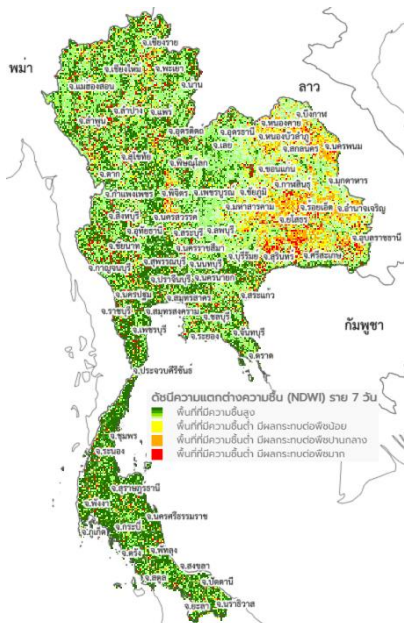 พม่า
ลาว
กัมพูชา
จ.เชียงราย
จ.เชียงใหม่
จ.พะเยา
จ.แม่ฮ่องสอน
จ.น่าน
จ.ลำปาง
จ.แพร่
จ.ลำพูน
จ.อุตรดิตถ์
จ.สุโขทัย
จ.ตาก
จ.พิษณุโลก
จ.เลย
จ.อุดรธานี
จ.บึงกาฬ
จ.หนองคาย
จ.หนองบัวลำภู
จ.สกลนคร
จ.นครพนม
จ.ขอนแก่น
จ.กาฬสินธุ์
จ.มุกดาหาร
จ.กำแพงเพชร
จ.พิจิตร
จ.เพชรบูรณ์
จ.ชัยภูมิ
จ.มหาสารคาม
จ.ร้อยเอ็ด
จ.อำนาจเจริญ
จ.ยโสธร
จ.สิงห์บุรี
จ.นครสวรรค์
จ.อุทัยธานี
จ.สระบุรี
จ.ลพบุรี
จ.ชัยนาท
จ.นครราชสีมา
จ.บุรีรัมย์
จ.สุรินทร์
จ.ศรีสะเกษ
จ.อุบลราชธานี
จ.กาญจนบุรี
จ.สุพรรณบุรี
จ.นนทบุรี
จ.ปราจีนบุรี
จ.นครนายก
จ.สระแก้ว
จ.นครปฐม
จ.สมุทรสาคร
จ.ราชบุรี
จ.สมุทรสงคราม
จ.ชลบุรี
จ.เพชรบุรี
จ.ระยอง
จ.จันทบุรี
จ.ตราด
จ.ประจวบคีรีขันธ์
ดัชนีความแตกต่างความชื้น (NDWI) ราย 7 วัน
พื้นที่ที่มีความชื้นสูง
พื้นที่ที่มีความชื้นต่ำ มีผลกระทบต่อพืชน้อย
พื้นที่ที่มีความชื้นต่ำ มีผลกระทบต่อพืชปานกลาง
พื้นที่ที่มีความชื้นต่ำ มีผลกระทบต่อพืชมาก
จ.ชุมพร
จ.ระนอง
จ.สุราษฎร์ธานี
จ.พังงา
จ.นครศรีธรรมราช
จ.ภูเก็ต
จ.กระบี่
จ.ตรัง
จ.พัทลุง
จ.สงขลา
จ.สตูล
จ.ปัตตานี
จ.ยะลา
จ.นราธิวาส